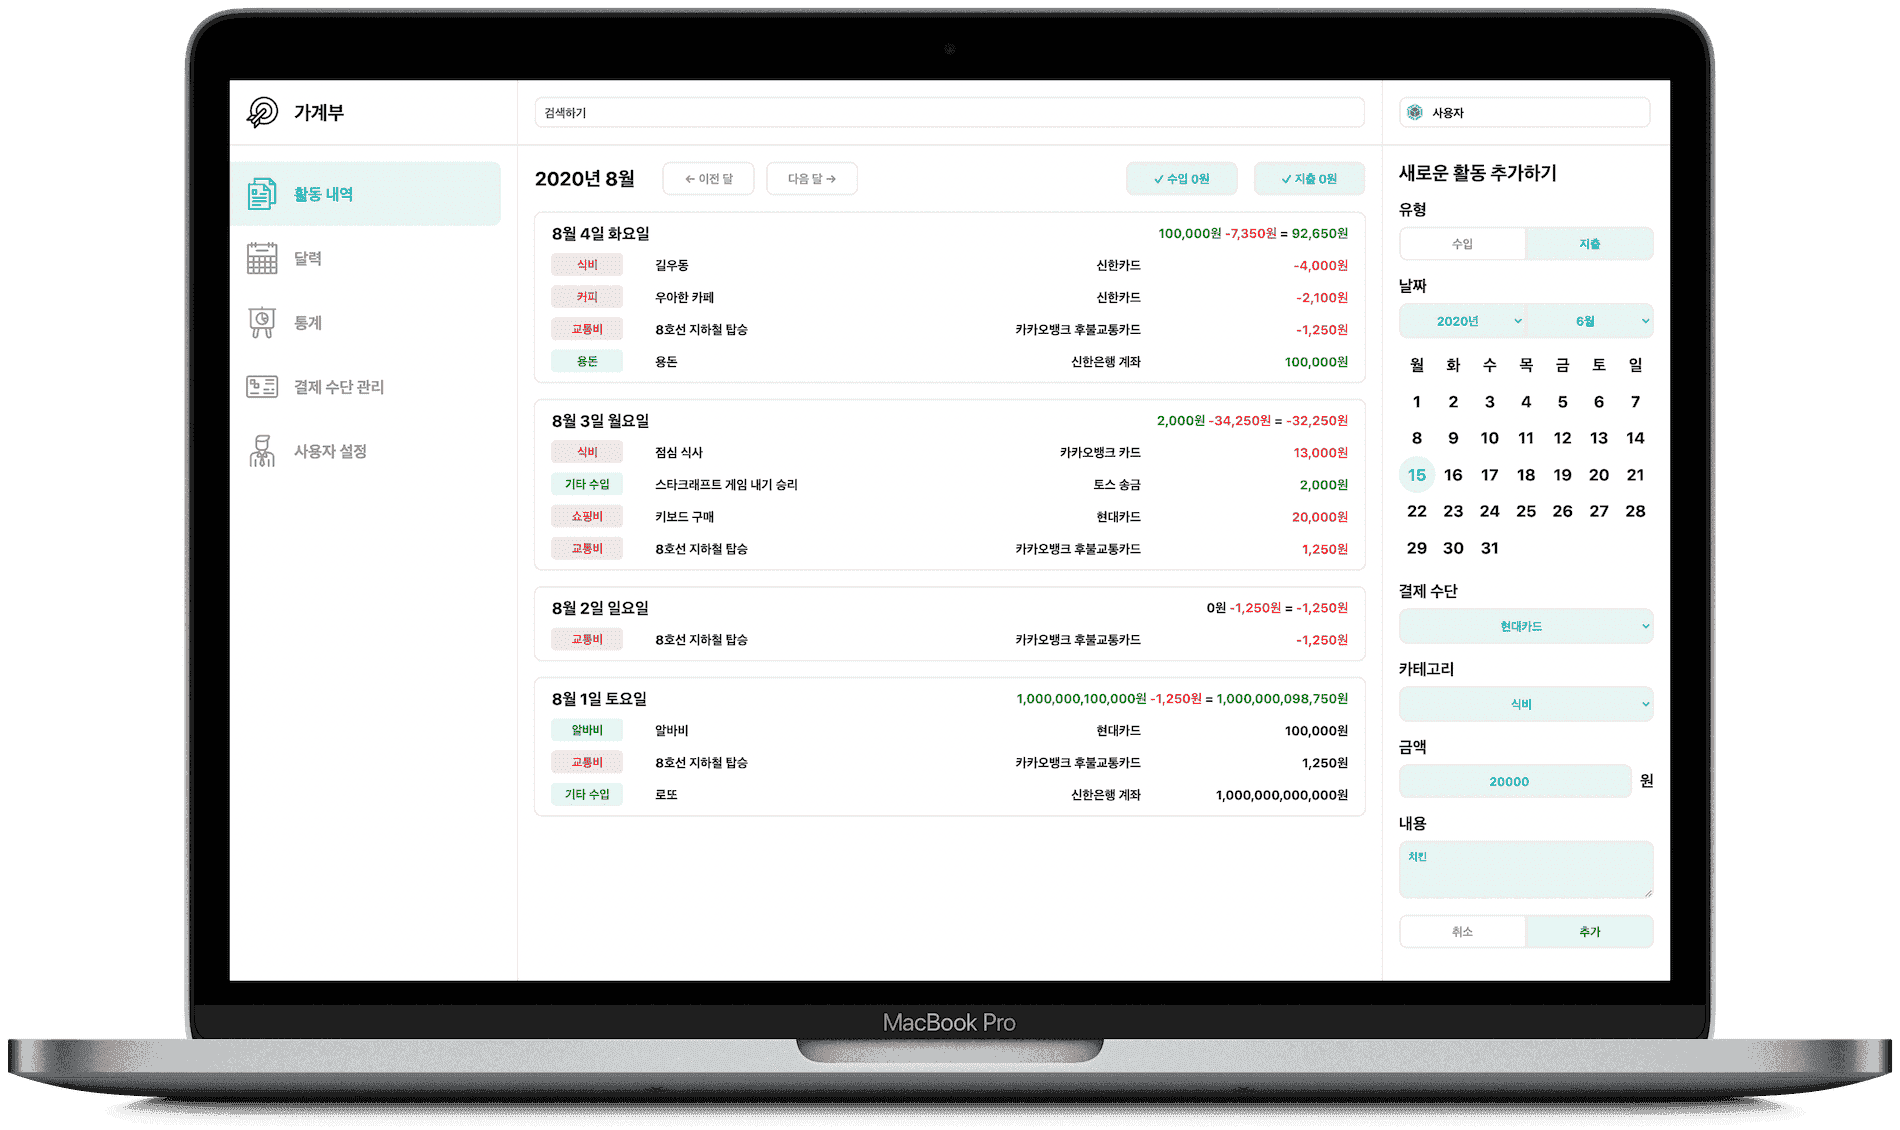 가계부
검색하기
사용자
활동 내역
달력
통계
결제 수단 관리
사용자 설정
2020년 8월
← 이전 달
다음 달 →
✓ 수입 0원
✓ 지출 0원
8월 4일 화요일 100,000원 -7,350원 = 92,650원
식비 길우동 신한카드 -4,000원
커피 우아한 카페 신한카드 -2,100원
교통비 8호선 지하철 탑승 카카오뱅크 후불교통카드 -1,250원
용돈 용돈 신한은행 계좌 100,000원
8월 3일 월요일 2,000원 -34,250원 = -32,250원
식비 점심 식사 카카오뱅크 카드 13,000원
기타 수입 스타크래프트 게임 내기 승리 토스 송금 2,000원
쇼핑비 키보드 구매 현대카드 20,000원
교통비 8호선 지하철 탑승 카카오뱅크 후불교통카드 1,250원
8월 2일 일요일 0원 -1,250원 = -1,250원
교통비 8호선 지하철 탑승 카카오뱅크 후불교통카드 -1,250원
8월 1일 토요일 1,000,000,100,000원 -1,250원 = 1,000,000,098,750원
알바비 알바비 현대카드 100,000원
교통비 8호선 지하철 탑승 카카오뱅크 후불교통카드 1,250원
기타 수입 로또 신한은행 계좌 1,000,000,000,000원
새로운 활동 추가하기
유형
수입 지출
날짜
2020년 6월
월 화 수 목 금 토 일
1 2 3 4 5 6 7
8 9 10 11 12 13 14
15 16 17 18 19 20 21
22 23 24 25 26 27 28
29 30 31
결제 수단
현대카드
카테고리
식비
금액
20000 원
내용
치킨
취소 추가
MacBook Pro